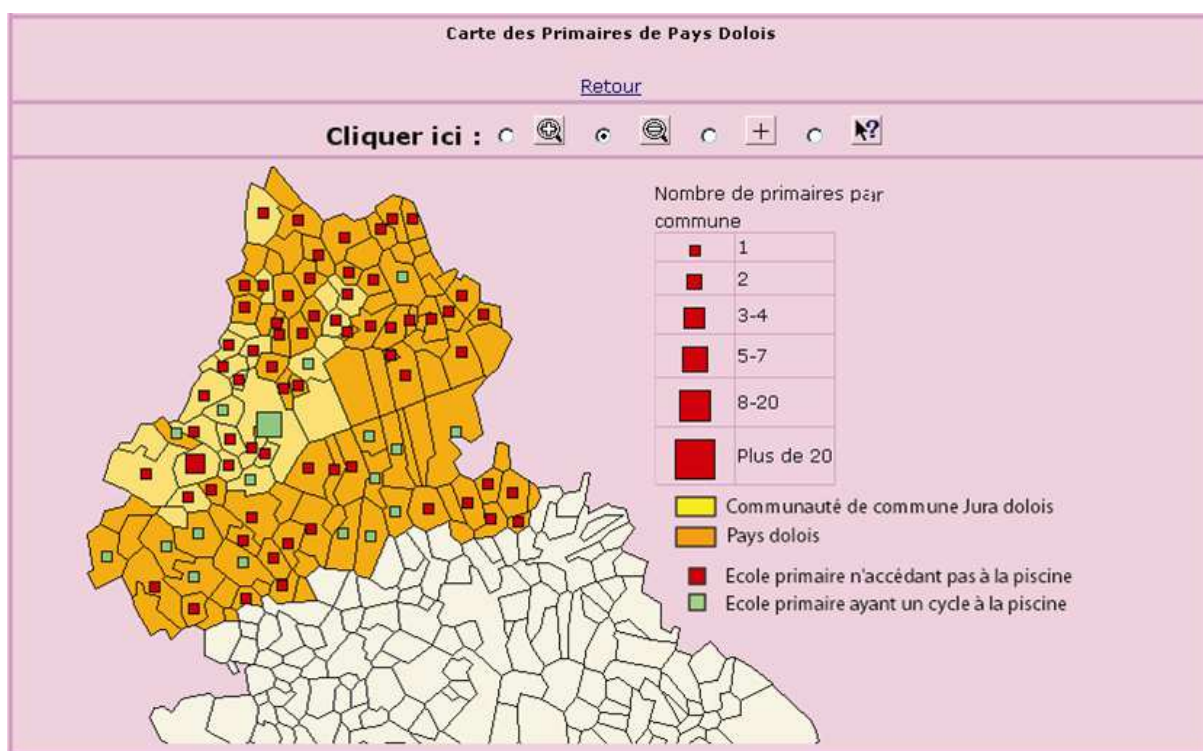 Carte des Primaires de Pays Dolois
Retour
Cliquer ici :
Nombre de primaires par
commune
1
2
3-4
5-7
8-20
Plus de 20
Communauté de commune Jura dolois
Pays dolois
Ecole primaire n'accédant pas à la piscine
Ecole primaire ayant un cycle à la piscine